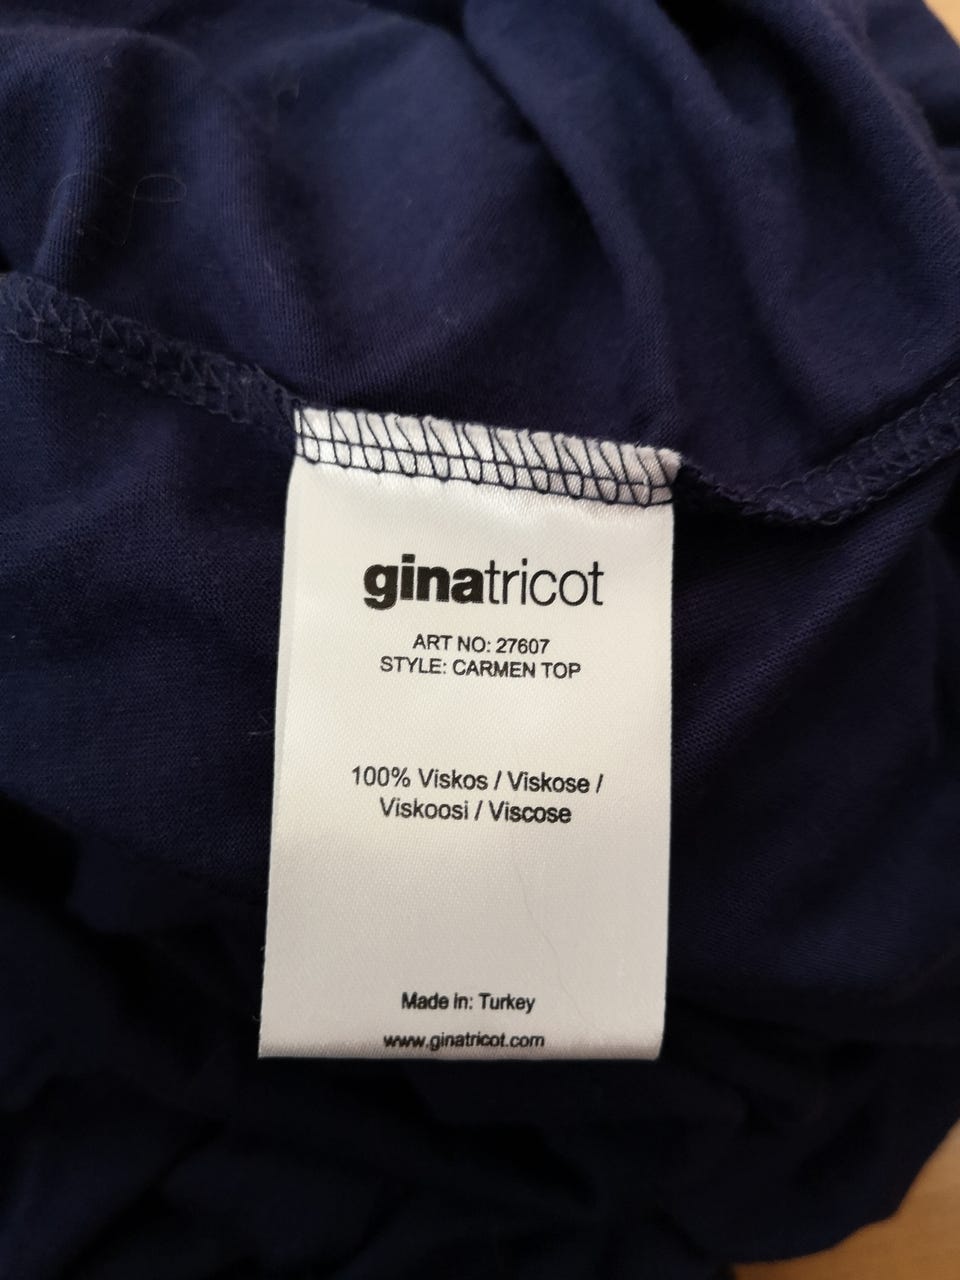 ginatricot
ART NO: 27607
STYLE: CARMEN TOP
100% Viskos / Viskose /
Viskoosi / Viscose
Made in: Turkey
www.ginatricot.com